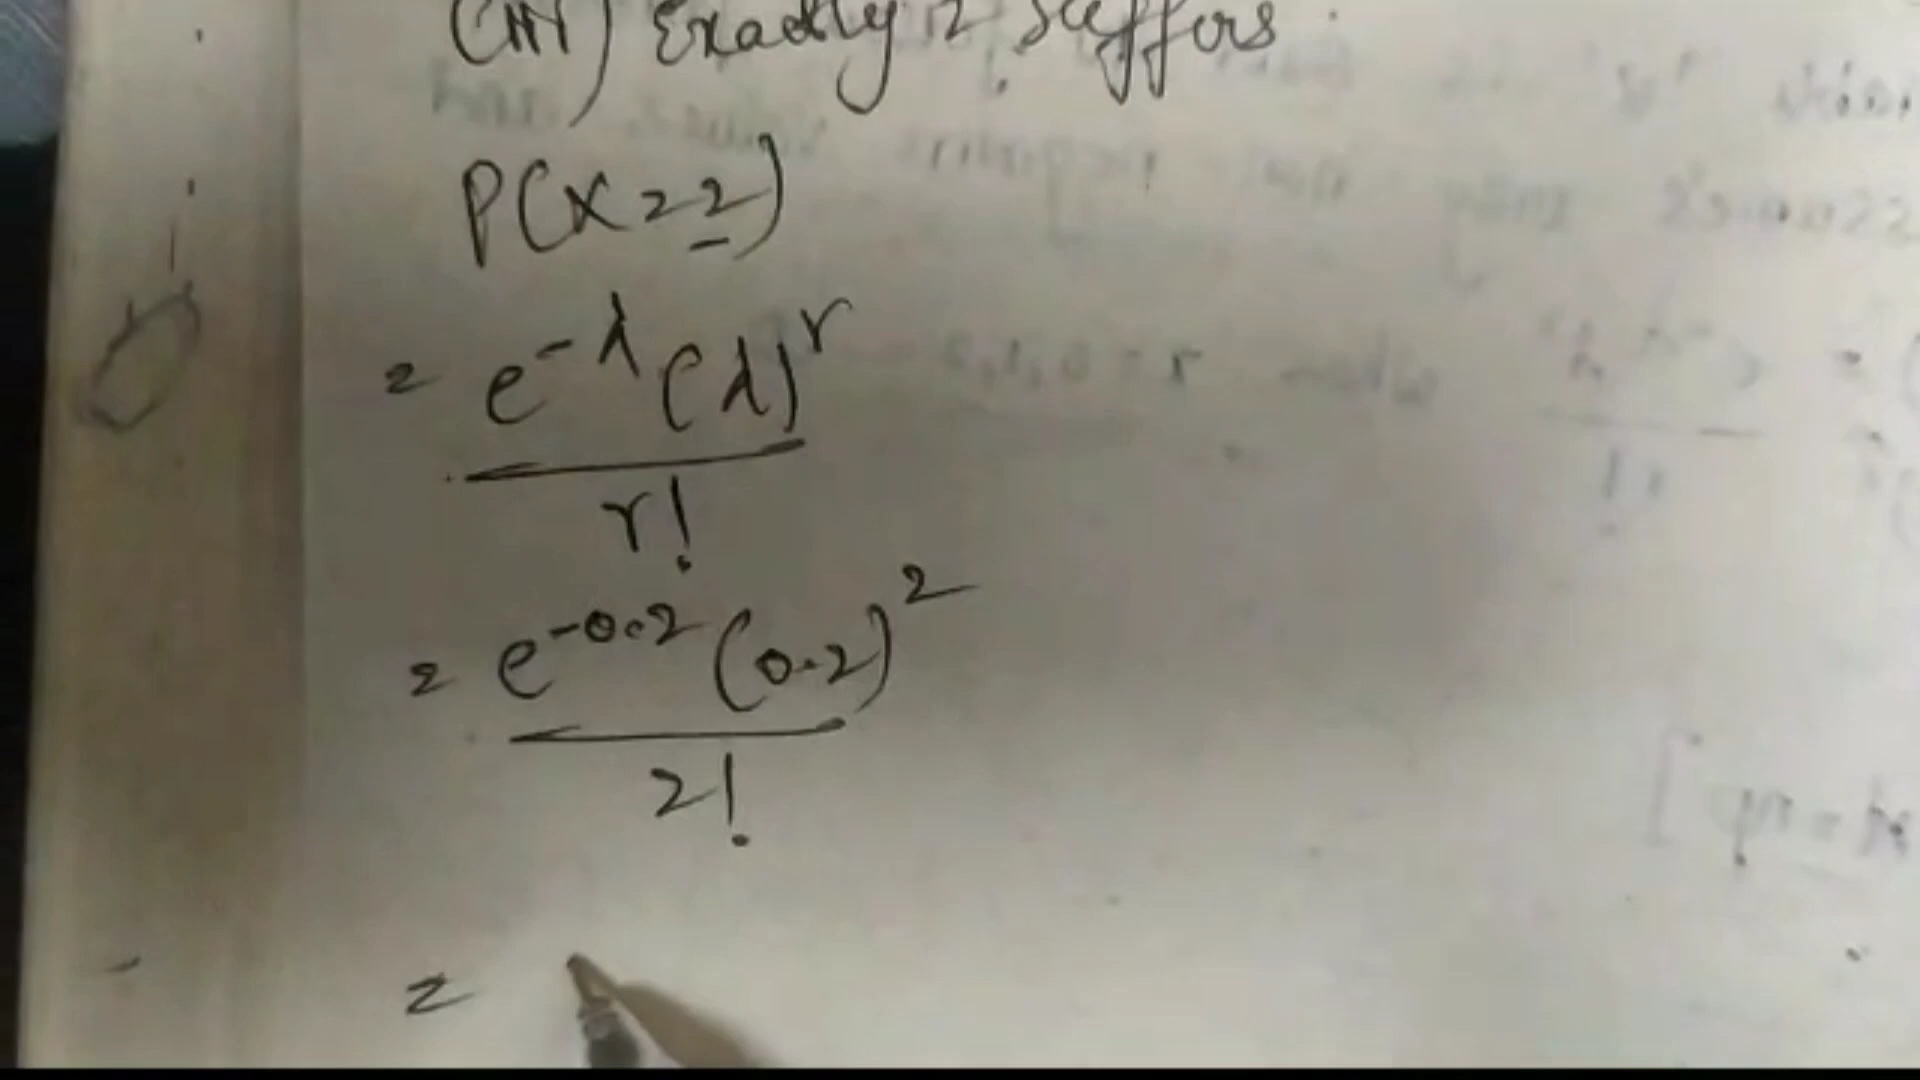 (iii) Exactly 2 suffers.
P(X = 2)
= e^-λ (λ)^r
r!
= e^-0.2 (0.2)^2
2!
=